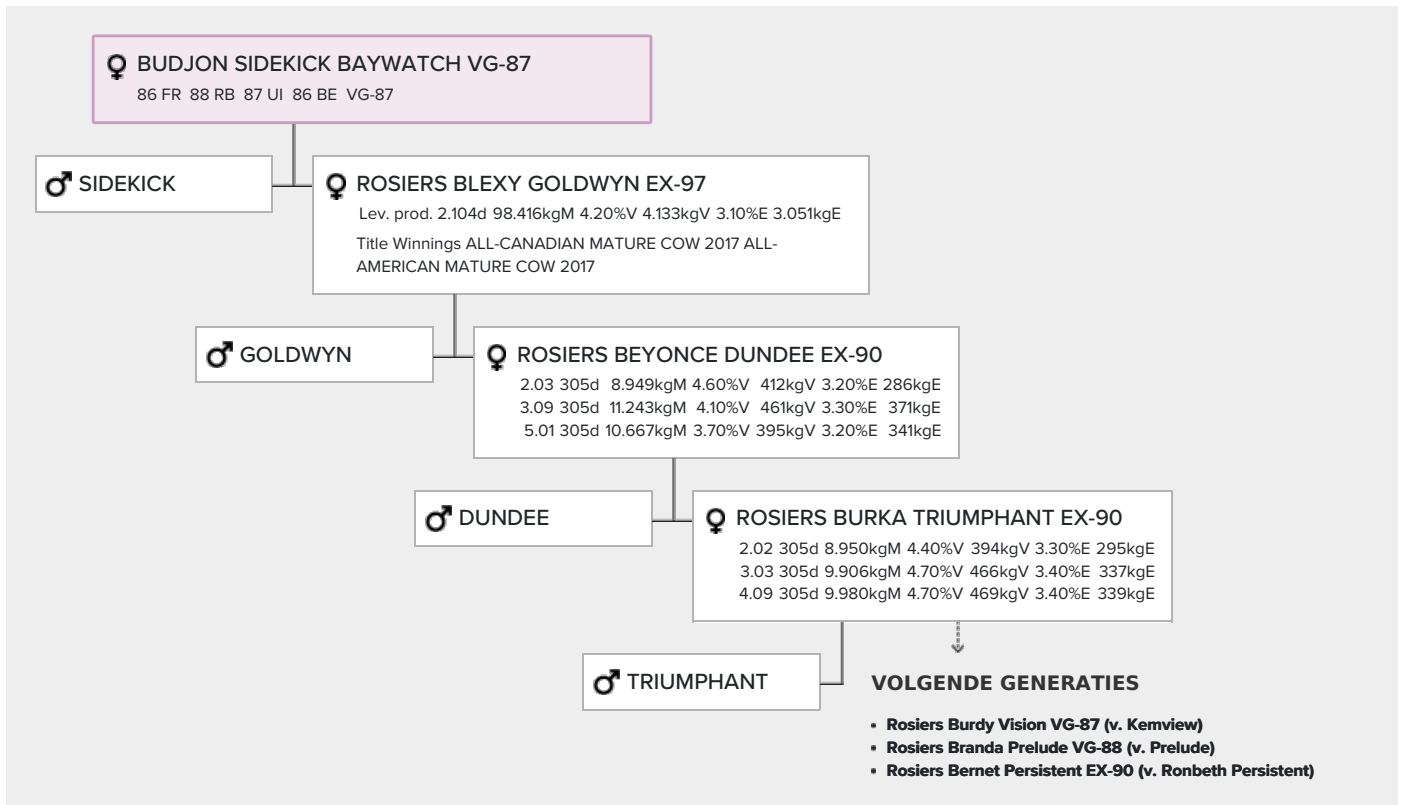 BUDJON SIDEKICK BAYWATCH VG-87
86 FR 88 RB 87 UI 86 BE VG-87
SIDEKICK
ROSIERS BLEXY GOLDWYN EX-97
Lev. prod. 2.104d 98.416kgM 4.20%V 4.133kgV 3.10%E 3.051kgE
Title Winnings ALL-CANADIAN MATURE COW 2017 ALL-
AMERICAN MATURE COW 2017
GOLDWYN
ROSIERS BEYONCE DUNDEE EX-90
2.03 305d 8.949kgM 4.60%V 412kgV 3.20%E 286kgE
3.09 305d 11.243kgM 4.10%V 461kgV 3.30%E 371kgE
5.01 305d 10.667kgM 3.70%V 395kgV 3.20%E 341kgE
DUNDEE
ROSIERS BURKA TRIUMPHANT EX-90
2.02 305d 8.950kgM 4.40%V 394kgV 3.30%E 295kgE
3.03 305d 9.906kgM 4.70%V 466kgV 3.40%E 337kgE
4.09 305d 9.980kgM 4.70%V 469kgV 3.40%E 339kgE
TRIUMPHANT
VOLGENDE GENERATIES
• Rosiers Burdy Vision VG-87 (v. Kemview)
• Rosiers Branda Prelude VG-88 (v. Prelude)
• Rosiers Bernet Persistent EX-90 (v. Ronbeth Persistent)